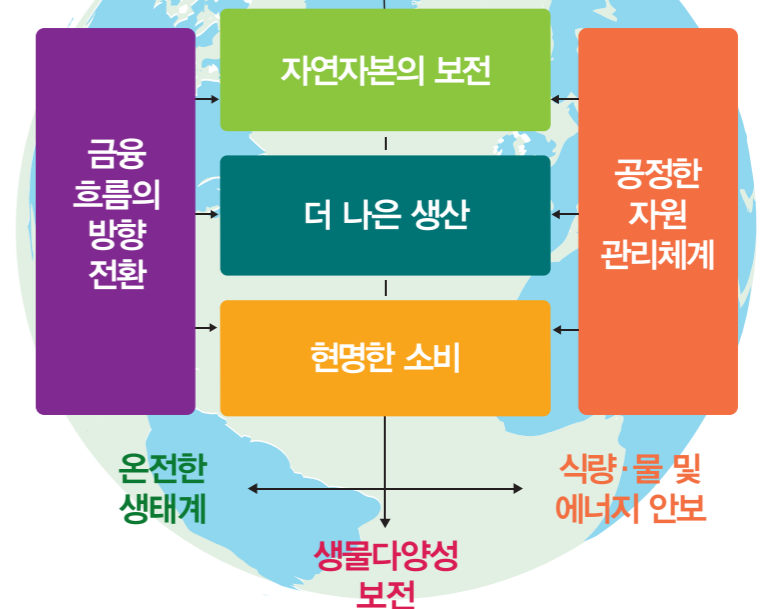 자연자본의 보전
금융
흐름의
방향
전환
더 나은 생산
공정한
자원
관리체계
현명한 소비
온전한
생태계
식량·물 및
에너지 안보
생물다양성
보전